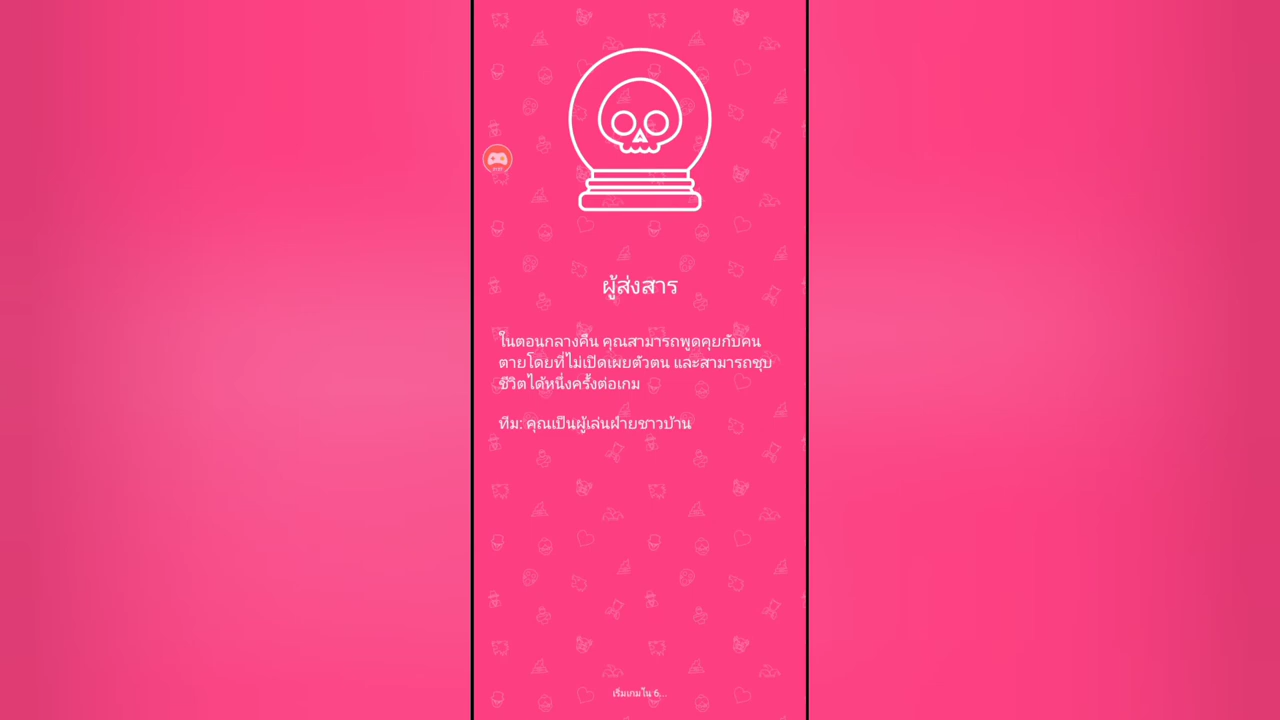 ผู้ส่งสาร
ในตอนกลางคืน คุณสามารถพูดคุยกับคน
ตายโดยที่ไม่เปิดเผยตัวตน และสามารถชุบ
ชีวิตได้หนึ่งครั้งต่อเกม
ทีม: คุณเป็นผู้เล่นฝ่ายชาวบ้าน
เริ่มเกมใน 6...